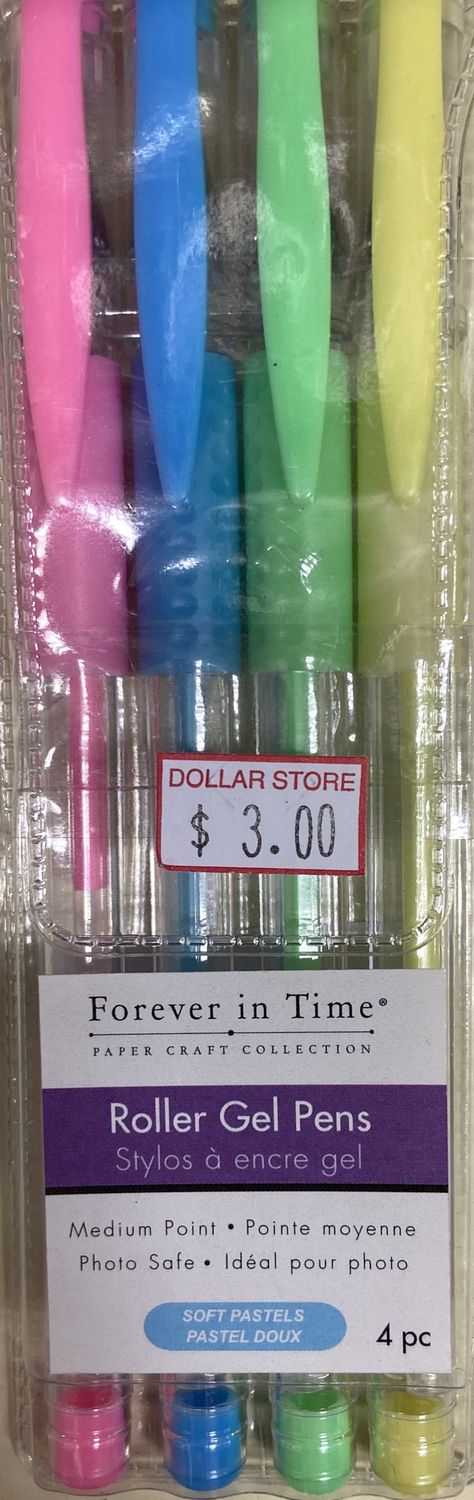 DOLLAR STORE
$ 3.00
Forever in Time®
PAPER CRAFT COLLECTION
Roller Gel Pens
Stylos à encre gel
Medium Point • Pointe moyenne
Photo Safe • Idéal pour photo
SOFT PASTELS
PASTEL DOUX
4 pc